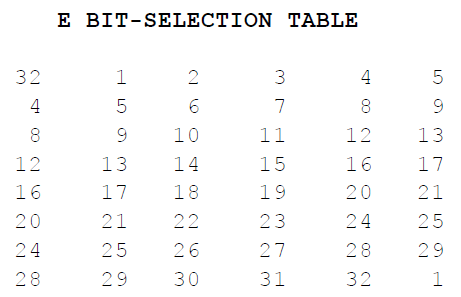 E BIT-SELECTION TABLE
32 1 2 3 4 5
4 5 6 7 8 9
8 9 10 11 12 13
12 13 14 15 16 17
16 17 18 19 20 21
20 21 22 23 24 25
24 25 26 27 28 29
28 29 30 31 32 1